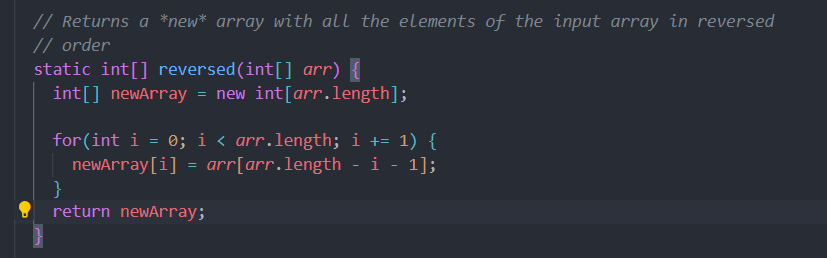 // Returns a *new* array with all the elements of the input array in reversed
// order
static int[] reversed(int[] arr) {
int[] newArray = new int[arr.length];
for(int i = 0; i < arr.length; i += 1) {
newArray[i] = arr[arr.length - i - 1];
}
return newArray;
}